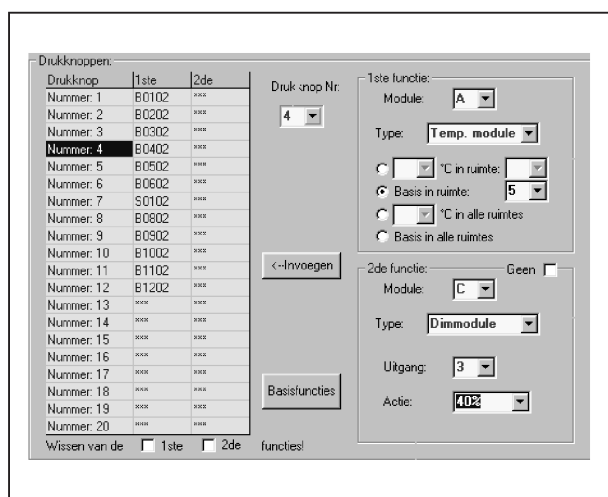 Drukknoppen:
Drukknop 1ste 2de
Nummer: 1 B0102 ***
Nummer: 2 B0202 ***
Nummer: 3 B0302 ***
Nummer: 4 B0402 ***
Nummer: 5 B0502 ***
Nummer: 6 B0602 ***
Nummer: 7 S0102 ***
Nummer: 8 B0802 ***
Nummer: 9 B0902 ***
Nummer: 10 B1002 ***
Nummer: 11 B1102 ***
Nummer: 12 B1202 ***
Nummer: 13 *** ***
Nummer: 14 *** ***
Nummer: 15 *** ***
Nummer: 16 *** ***
Nummer: 17 *** ***
Nummer: 18 *** ***
Nummer: 19 *** ***
Nummer: 20 *** ***
Wissen van de 1ste 2de functies!
Drukknop Nr:
4
<--Invoegen
Basisfuncties
1ste functie:
Module: A
Type: Temp. module
°C in ruimte:
Basis in ruimte: 5
°C in alle ruimtes
Basis in alle ruimtes
2de functie: Geen
Module: C
Type: Dimmodule
Uitgang: 3
Actie: 40%